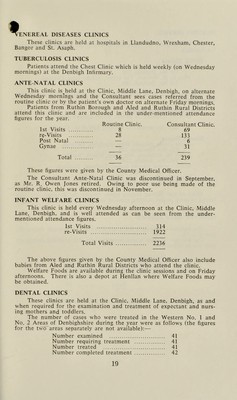 VENEREAL DISEASES CLINICS
These clinics are held at hospitals in Llandudno, Wrexham, Chester,
Bangor and St. Asaph.
TUBERCULOSIS CLINICS
Patients attend the Chest Clinic which is held weekly (on Wednesday
mornings) at the Denbigh Infirmary.
ANTE-NATAL CLINICS
This clinic is held at the Clinic, Middle Lane, Denbigh, on alternate
Wednesday mornings and the Consultant sees cases referred from the
routine clinic or by the patient's own doctor on alternate Friday mornings.
Patients from Ruthin Borough and Aled and Ruthin Rural Districts
attend this clinic and are included in the under-mentioned attendance
figures for the year.
Routine Clinic. Consultant Clinic.
1st Visits ........... 8 69
re-Visits ........... 28 133
Post Natal ........... — 6
Gynae ........... — 31
Total ........... 36 239
These figures were given by the County Medical Officer.
The Consultant Ante-Natal Clinic was discontinued in September,
as Mr. R. Owen Jones retired. Owing to poor use being made of the
routine clinic, this was discontinued in November.
INFANT WELFARE CLINICS
This clinic is held every Wednesday afternoon at the Clinic, Middle
Lane, Denbigh, and is well attended as can be seen from the under-
mentioned attendance figures.
1st Visits ........................ 314
re-Visits ........................ 1922
Total Visits ............... 2236
The above figures given by the County Medical Officer also include
babies from Aled and Ruthin Rural Districts who attend the clinic.
Welfare Foods are available during the clinic sessions and on Friday
afternoons. There is also a depot at Henllan where Welfare Foods may
be obtained.
DENTAL CLINICS
These clinics are held at the Clinic, Middle Lane, Denbigh, as and
when required for the examination and treatment of expectant and nurs-
ing mothers and toddlers.
The number of cases who were treated in the Western No. 1 and
No. 2 Areas of Denbighshire during the year were as follows (the figures
for the two areas separately are not available):—
Number examined ........................ 41
Number requiring treatment ............ 41
Number treated ........................ 41
Number completed treatment ............ 42
19